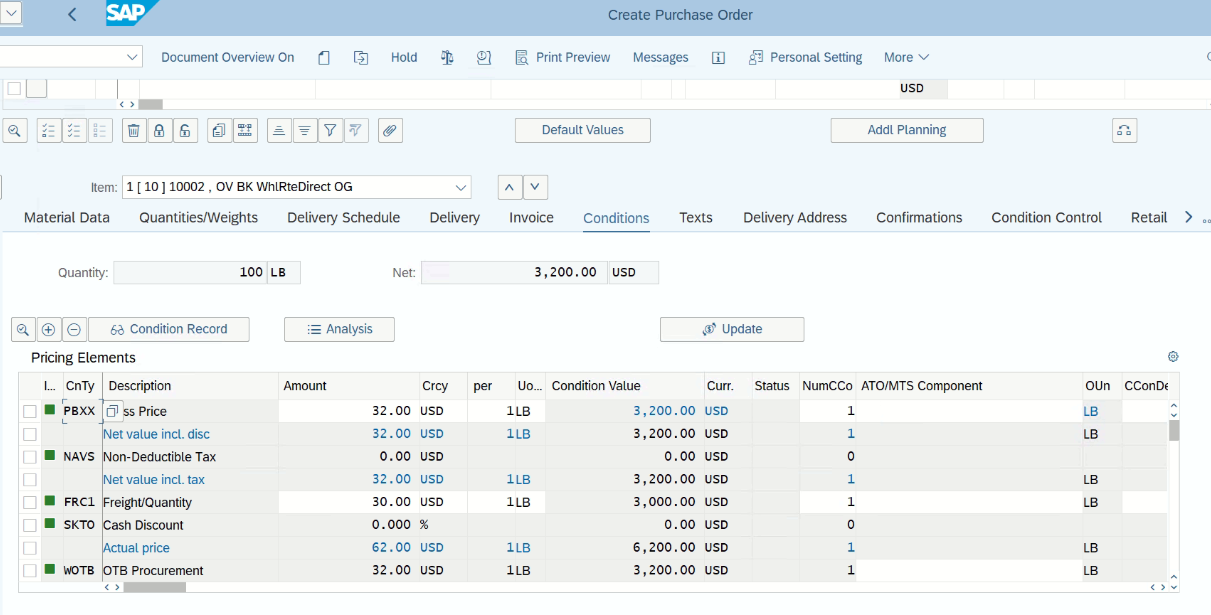 SAP Create Purchase Order
Document Overview On Hold Print Preview Messages Personal Setting More
USD
Default Values Addl Planning
Item: 1 [ 10 ] 10002 , OV BK WhlRteDirect OG
Material Data Quantities/Weights Delivery Schedule Delivery Invoice Conditions Texts Delivery Address Confirmations Condition Control Retail
Quantity: 100 LB Net: 3,200.00 USD
Condition Record Analysis Update
Pricing Elements
I... CnTy Description Amount Crcy per Uo... Condition Value Curr. Status NumCCo ATO/MTS Component OUn CConDe
PBXX ss Price 32.00 USD 1 LB 3,200.00 USD 1 LB
Net value incl. disc 32.00 USD 1 LB 3,200.00 USD 1 LB
NAVS Non-Deductible Tax 0.00 USD 0.00 USD 0
Net value incl. tax 32.00 USD 1 LB 3,200.00 USD 1 LB
FRC1 Freight/Quantity 30.00 USD 1 LB 3,000.00 USD 1 LB
SKTO Cash Discount 0.000 % 0.00 USD 0
Actual price 62.00 USD 1 LB 6,200.00 USD 1 LB
WOTB OTB Procurement 32.00 USD 1 LB 3,200.00 USD 1 LB